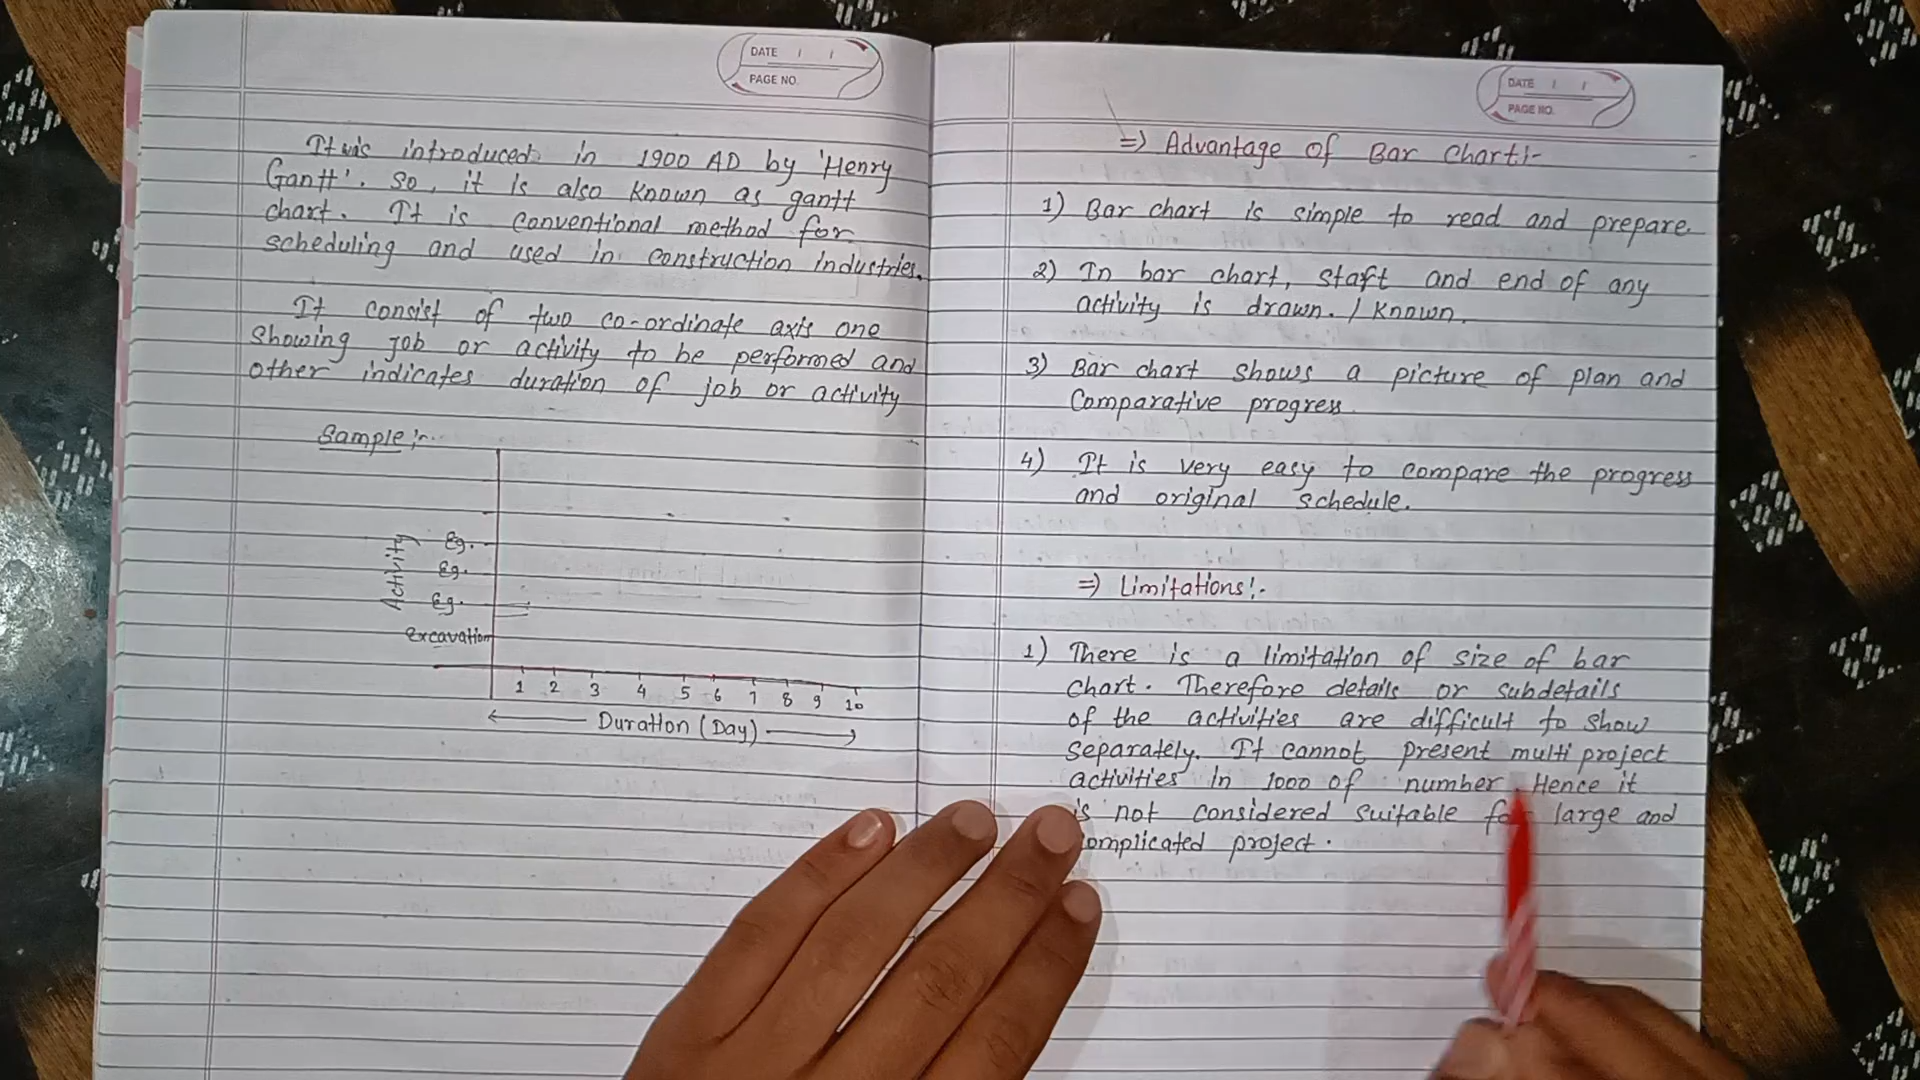 DATE / /
PAGE NO.
It was introduced in 1900 AD by 'Henry
Gantt'. So, it is also known as gantt
chart. It is conventional method for
scheduling and used in construction industries.
It consist of two co-ordinate axis one
showing job or activity to be performed and
other indicates duration of job or activity
Sample:-
Activity
Eg.
Eg.
Eg.
Excavation
1 2 3 4 5 6 7 8 9 10
Duration (Day)
DATE / /
PAGE NO.
=) Advantage of Bar Chart:-
1) Bar chart is simple to read and prepare.
2) In bar chart, start and end of any
activity is drawn. / known.
3) Bar chart shows a picture of plan and
Comparative progress.
4) It is very easy to compare the progress
and original schedule.
=) Limitations:-
1) There is a limitation of size of bar
chart. Therefore details or subdetails
of the activities are difficult to show
separately. It cannot present multi project
activities in 1000 of number. Hence it
is not considered suitable for large and
complicated project.